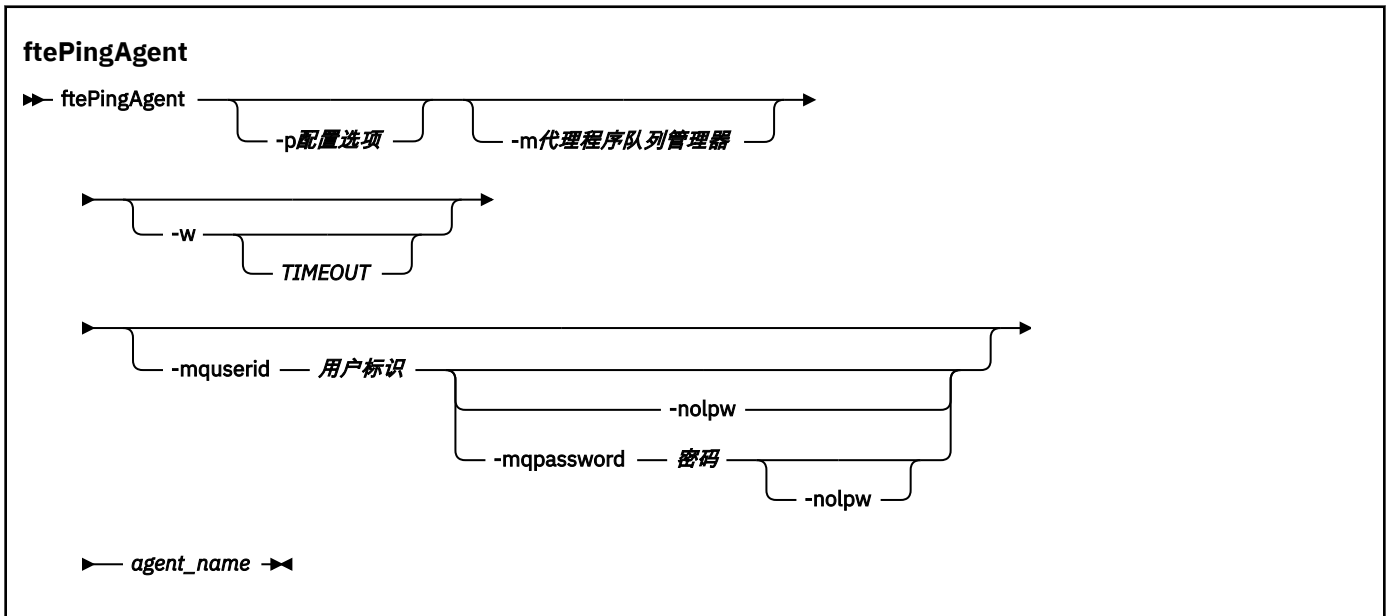 ftePingAgent
ftePingAgent
-p配置选项
-m代理程序队列管理器
-w
TIMEOUT
-mquserid
用户标识
-nolpw
-mqpassword
密码
-nolpw
agent_name